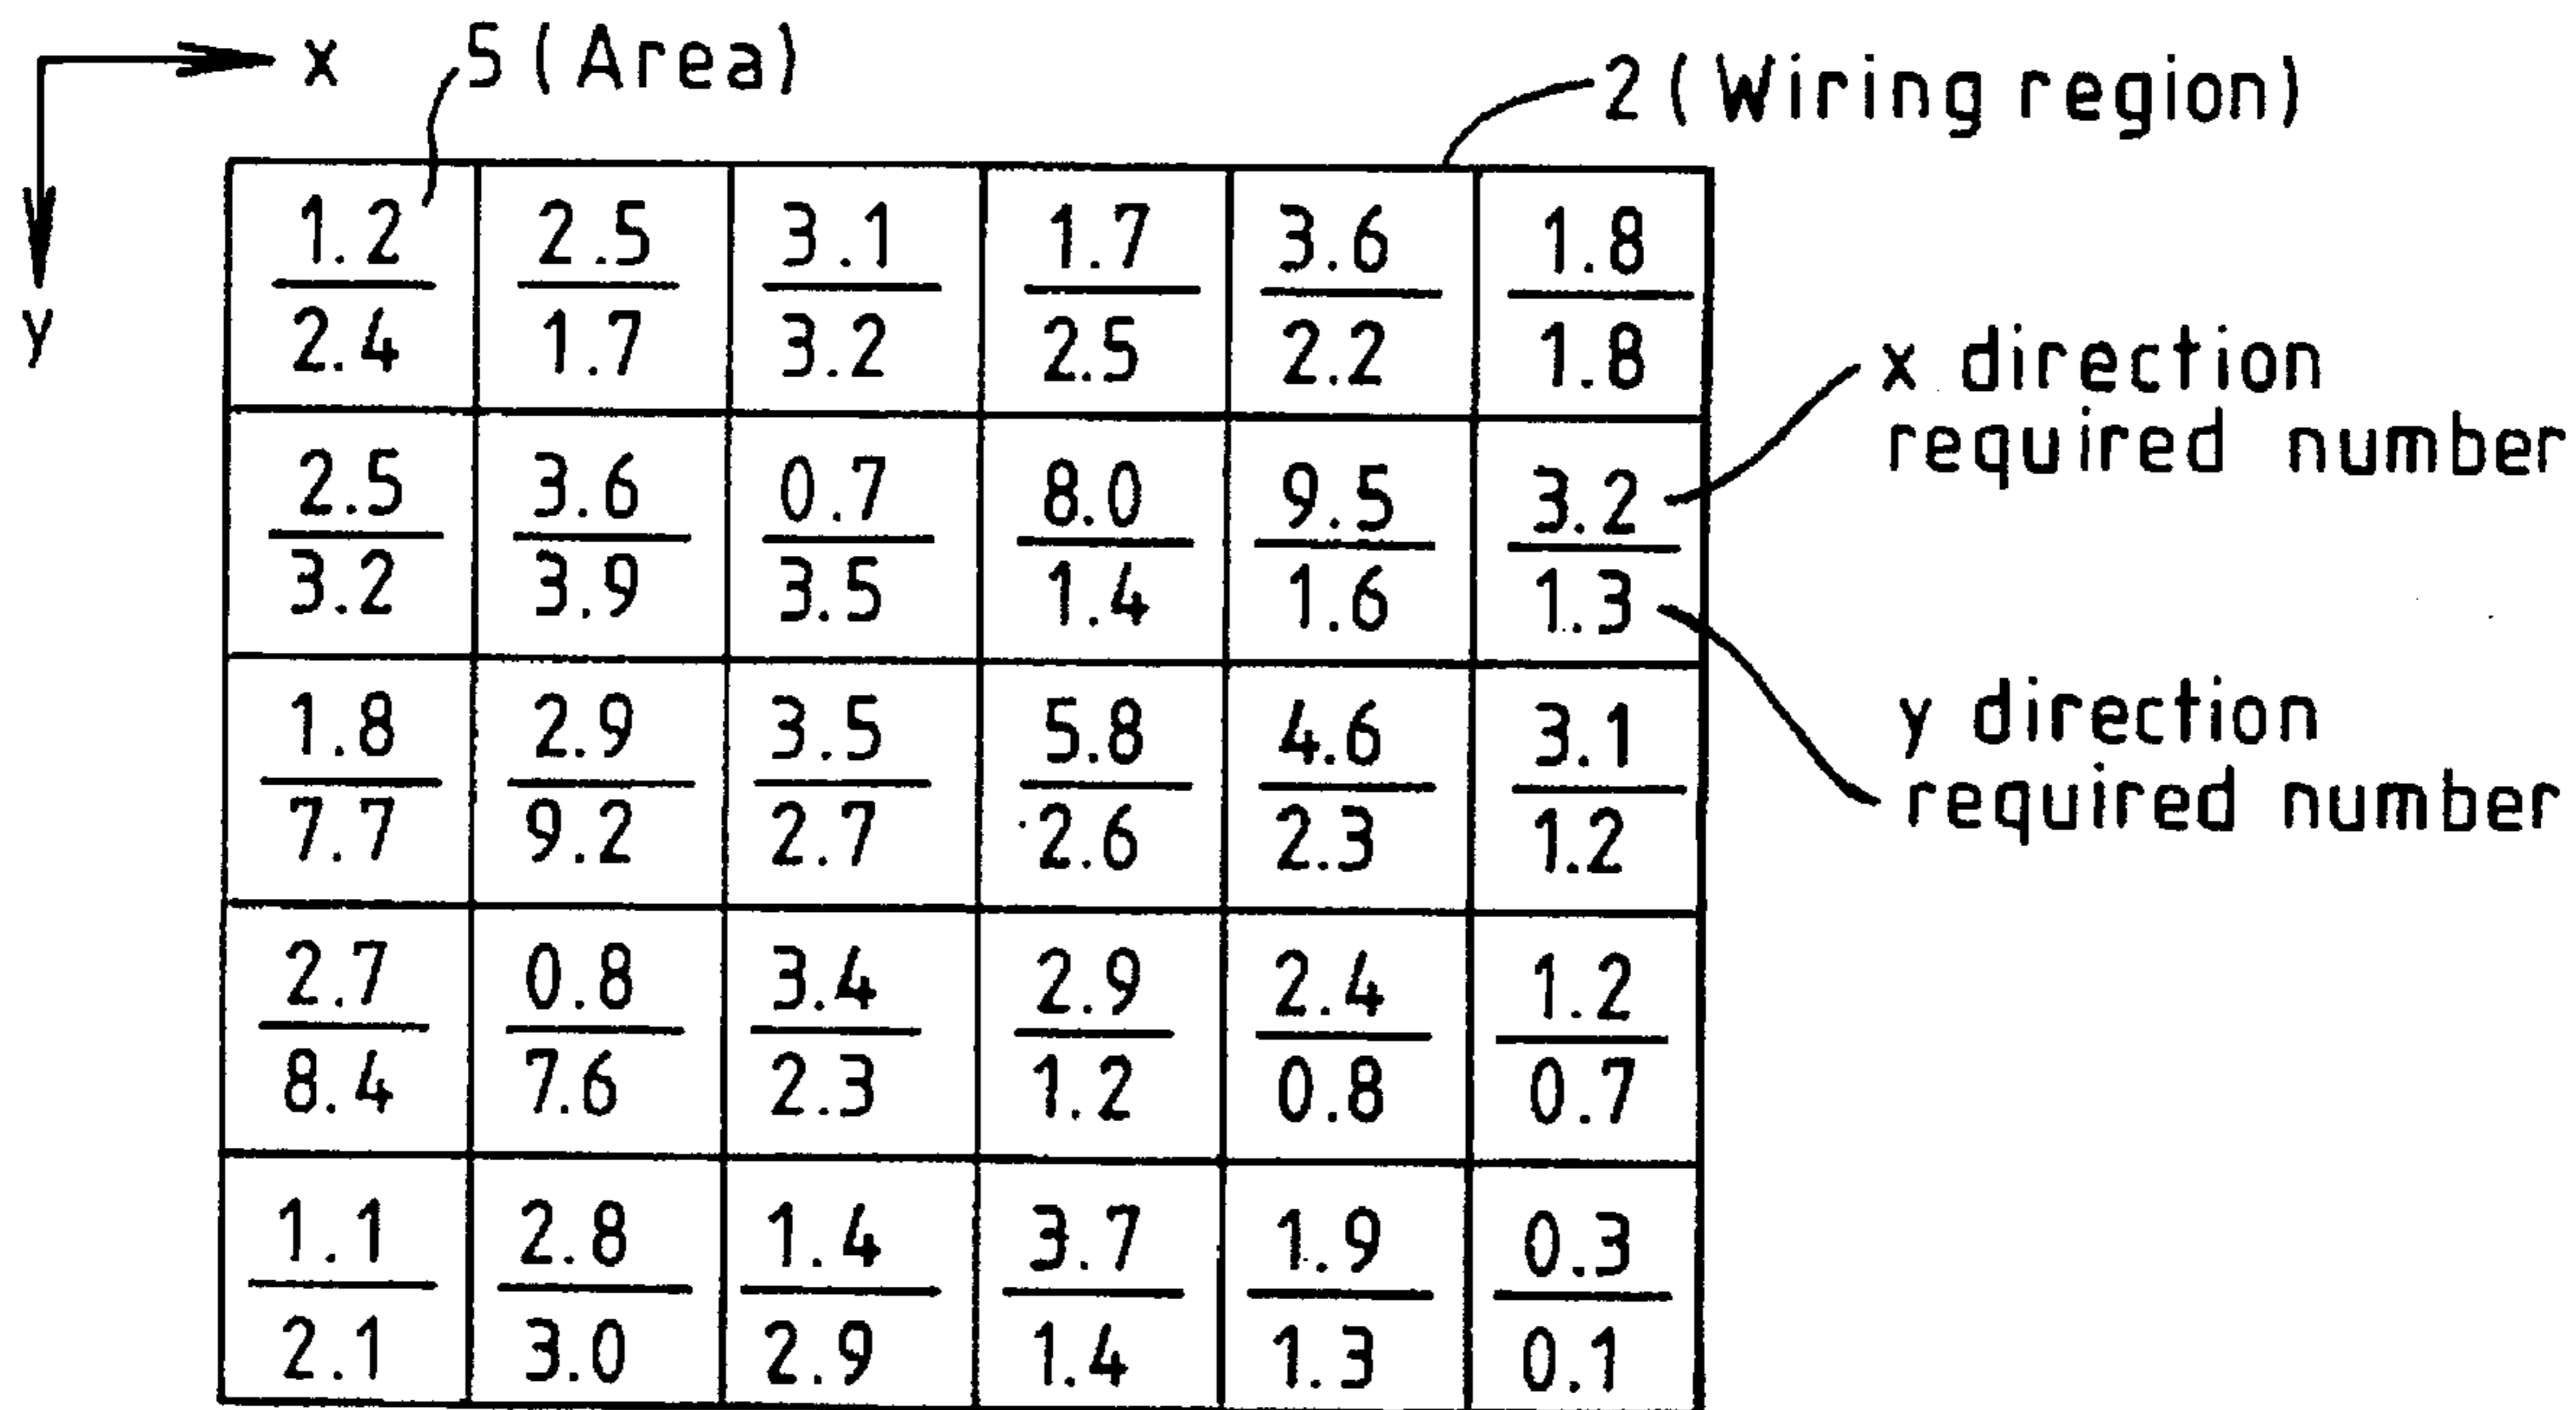 x
5 (Area)
2 (Wiring region)
y
1.2 2.5 3.1 1.7 3.6 1.8
2.4 1.7 3.2 2.5 2.2 1.8
x direction
required number
2.5 3.6 0.7 8.0 9.5 3.2
3.2 3.9 3.5 1.4 1.6 1.3
y direction
required number
1.8 2.9 3.5 5.8 4.6 3.1
7.7 9.2 2.7 2.6 2.3 1.2
2.7 0.8 3.4 2.9 2.4 1.2
8.4 7.6 2.3 1.2 0.8 0.7
1.1 2.8 1.4 3.7 1.9 0.3
2.1 3.0 2.9 1.4 1.3 0.1